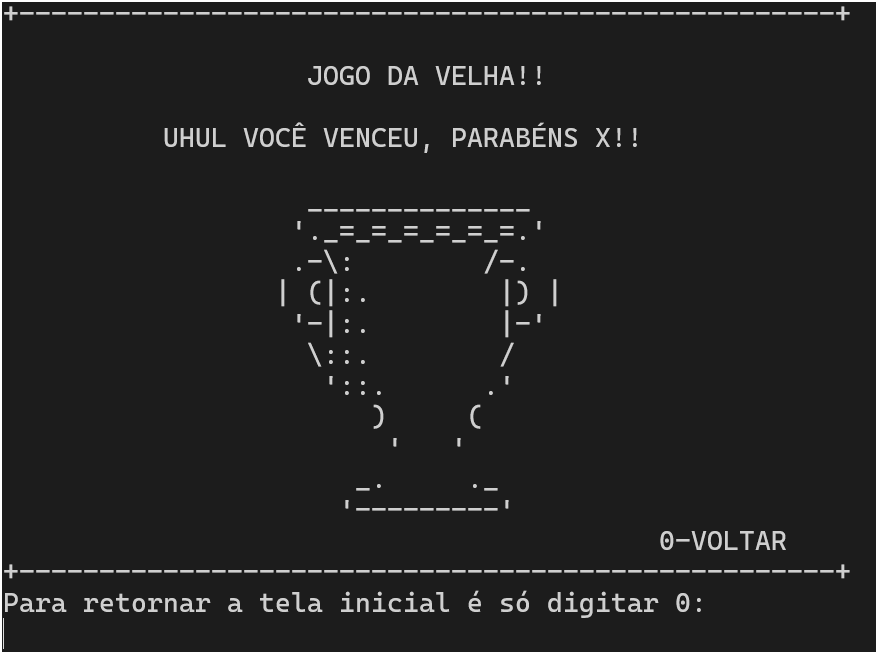 JOGO DA VELHA!!
UHUL VOCÊ VENCEU, PARABÉNS X!!
0-VOLTAR
Para retornar a tela inicial é só digitar 0: